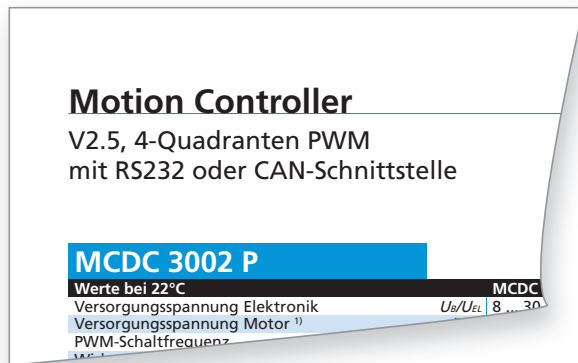 Motion Controller
V2.5, 4-Quadranten PWM
mit RS232 oder CAN-Schnittstelle
MCDC 3002 P
Werte bei 22°C MCDC
Versorgungsspannung Elektronik UB/UEL 8 ... 30
Versorgungsspannung Motor 1)
PWM-Schaltfrequenz